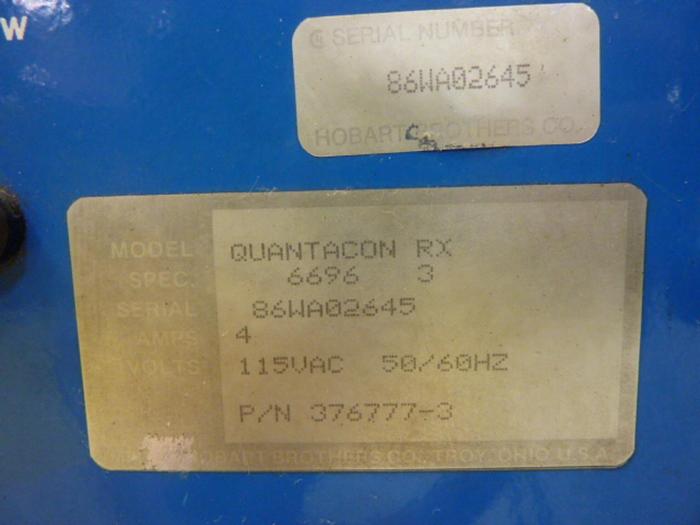 W
SERIAL NUMBER
86WA02645
HOBART BROTHERS CO.
MODEL QUANTACON RX
SPEC. 6696 3
SERIAL 86WA02645
AMPS 4
VOLTS 115VAC 50/60HZ
P/N 376777-3
HOBART BROTHERS CO., TROY, OHIO, U.S.A.